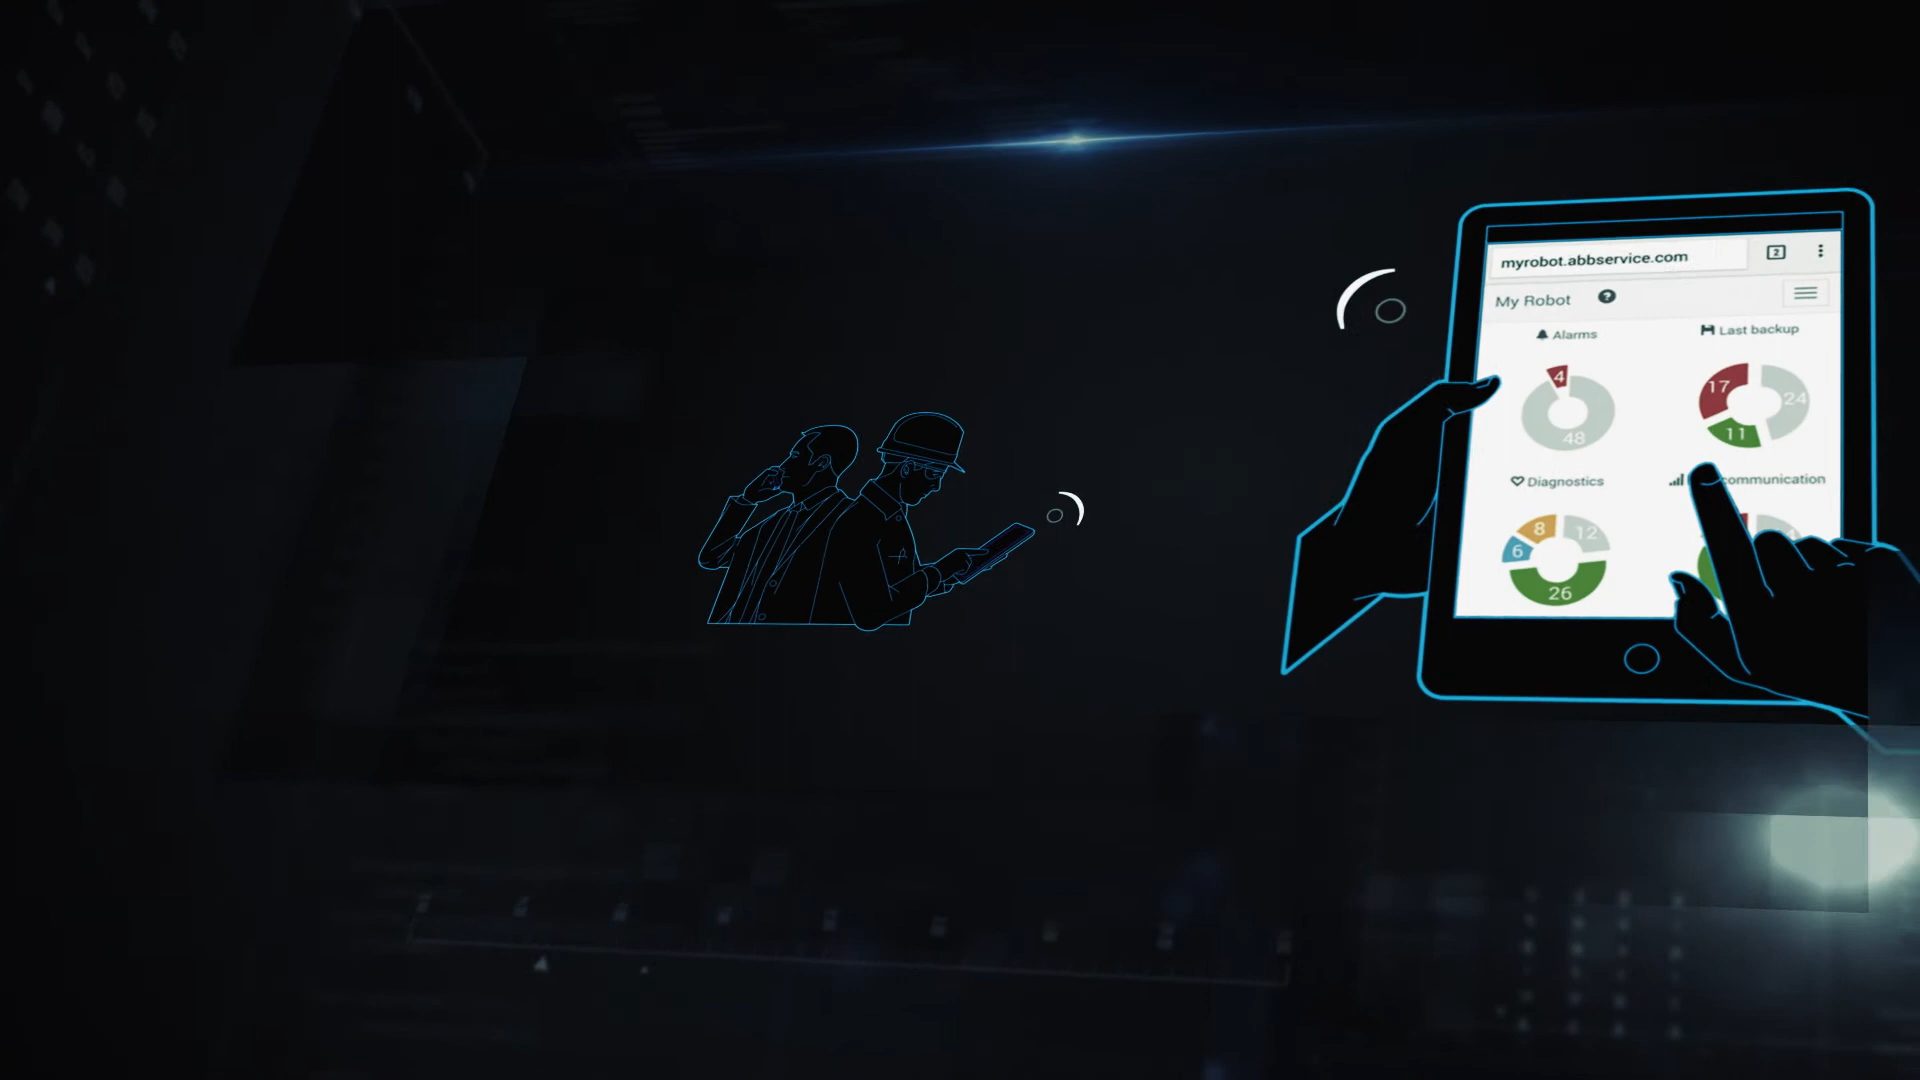 myrobot.abbservice.com
2
My Robot ?
Alarms
Last backup
4
48
17
24
11
Diagnostics
communication
8
12
6
26